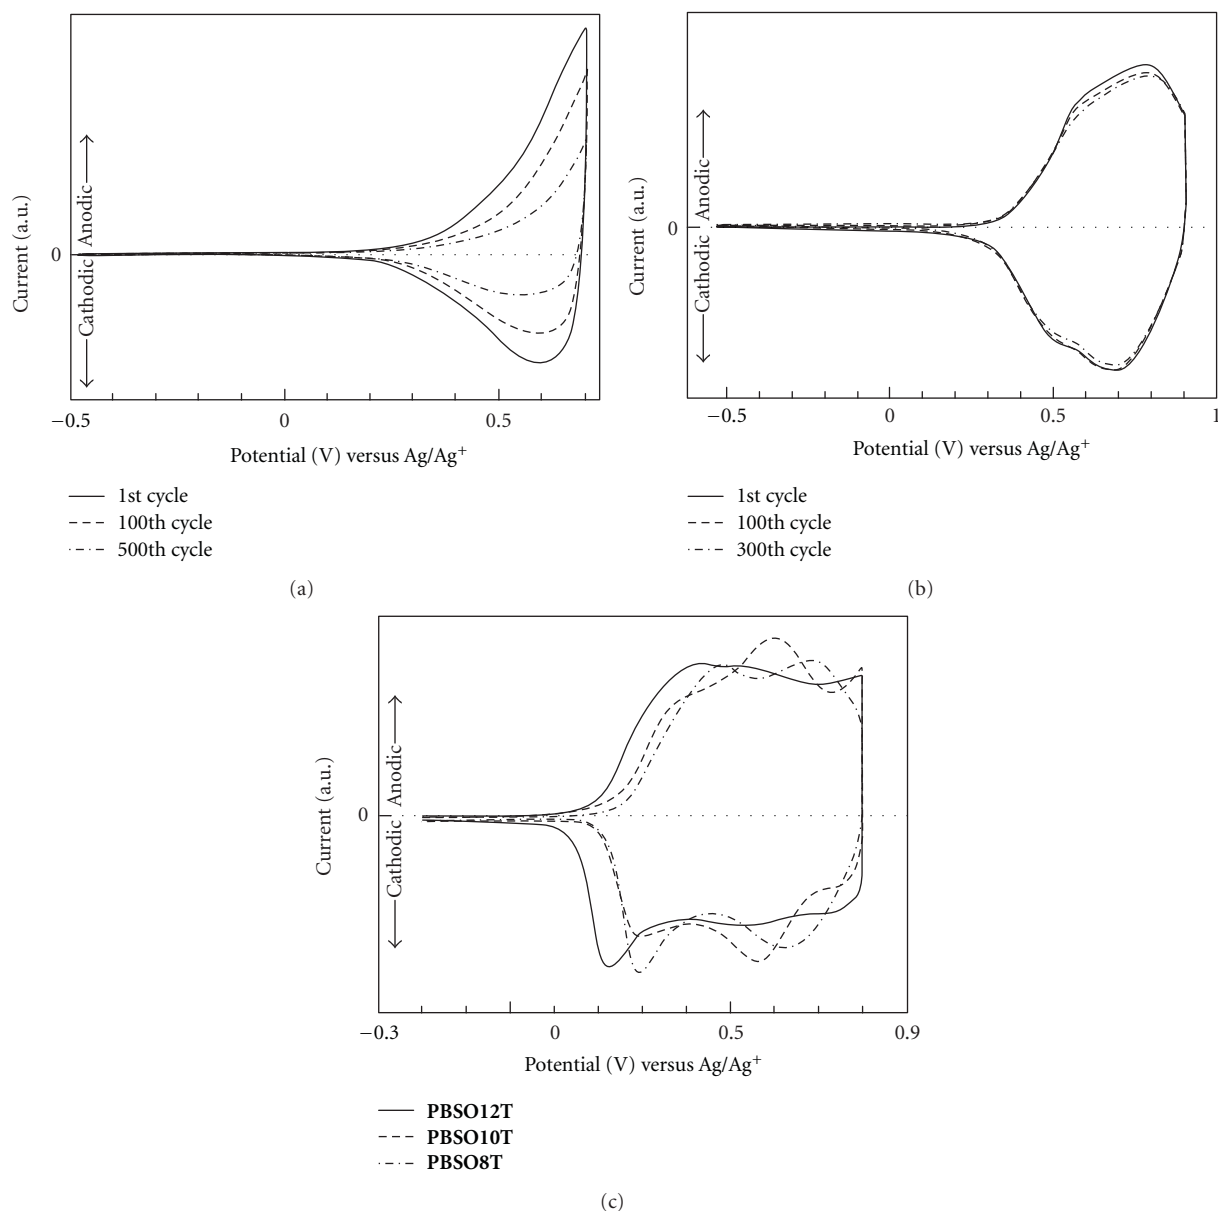 Current (a.u.)
Cathodic Anodic
0
−0.5 0 0.5
Potential (V) versus Ag/Ag⁺
1st cycle
100th cycle
500th cycle
(a)
Current (a.u.)
Cathodic Anodic
0
−0.5 0 0.5 1
Potential (V) versus Ag/Ag⁺
1st cycle
100th cycle
300th cycle
(b)
Current (a.u.)
Cathodic Anodic
0
−0.3 0 0.5 0.9
Potential (V) versus Ag/Ag⁺
PBSO12T
PBSO10T
PBSO8T
(c)